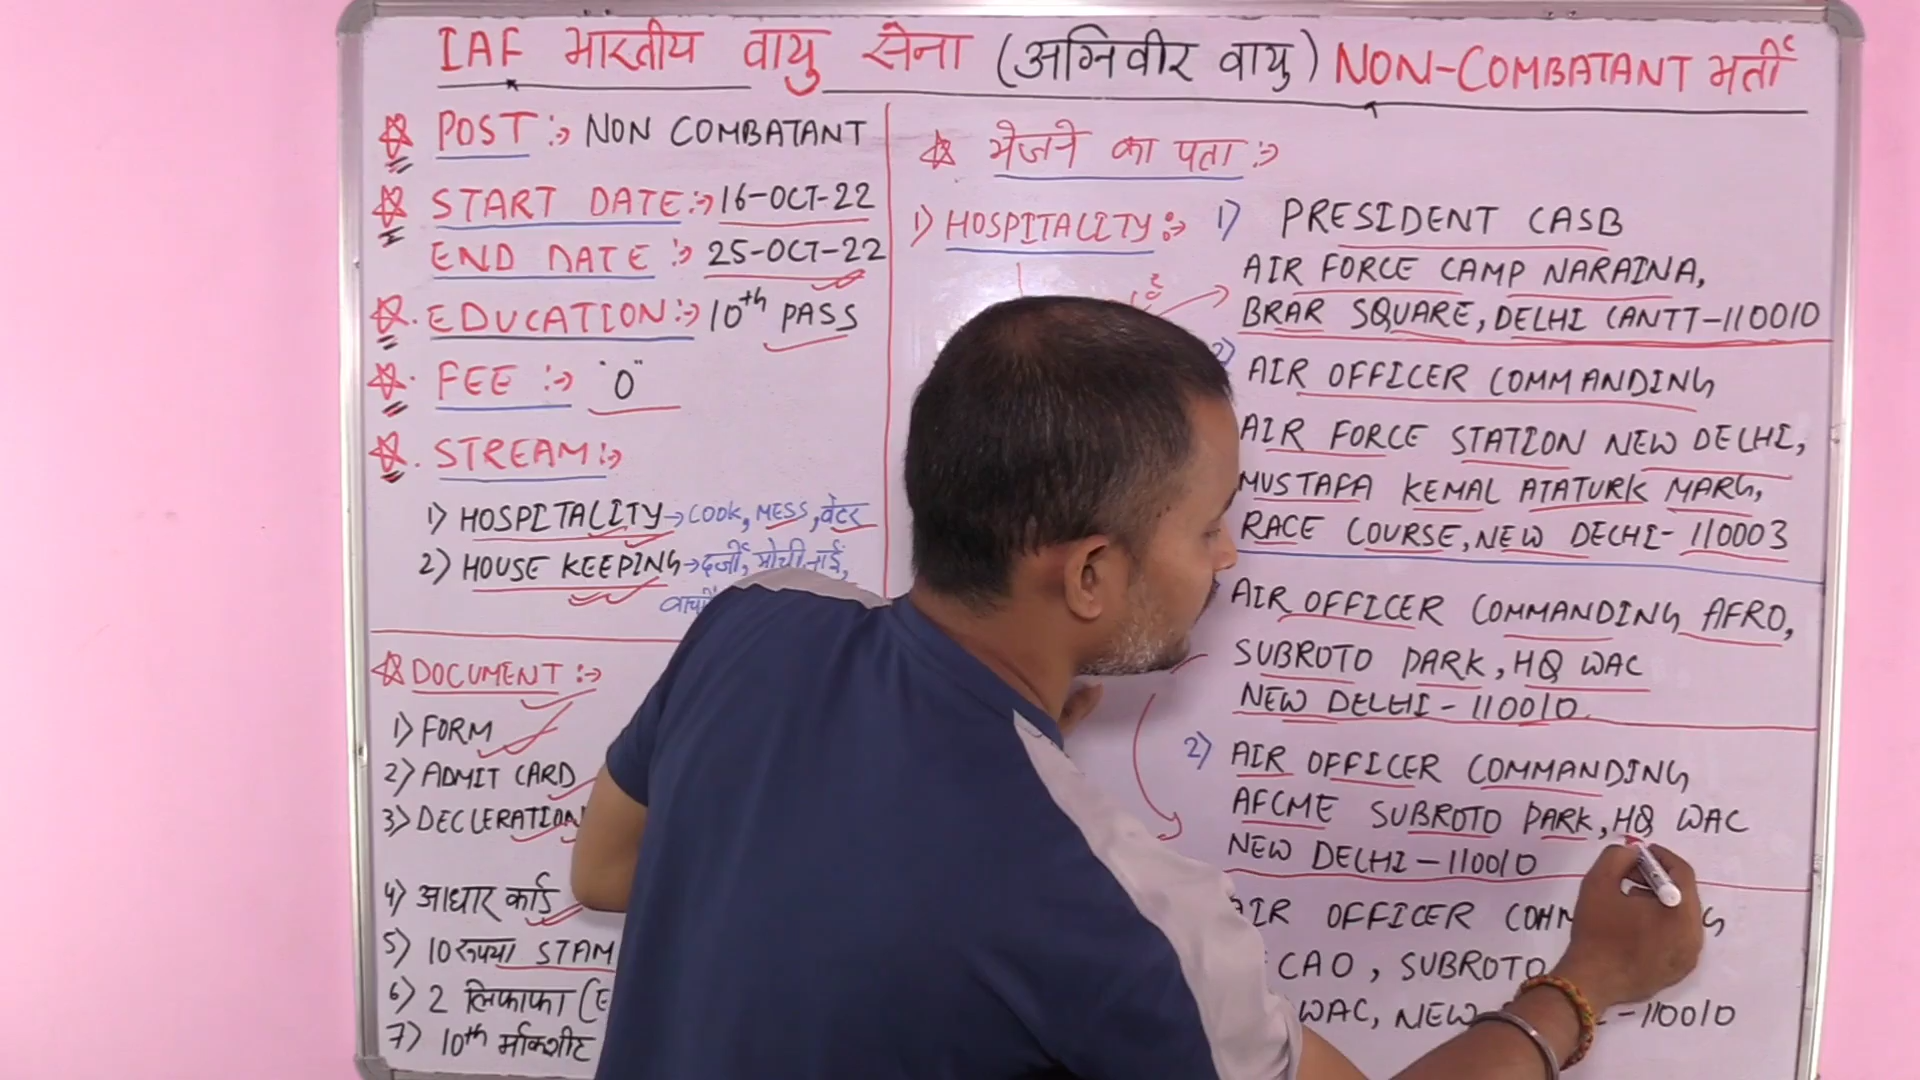 IAF भारतीय वायु सेना (अग्निवीर वायु) NON-COMBATANT भर्ती
POST :→ NON COMBATANT
START DATE:→ 16-OCT-22
END DATE :→ 25-OCT-22
EDUCATION:→ 10th PASS
FEE :→ "0"
STREAM:→
1) HOSPITALITY→COOK, MESS, वेटर
2) HOUSE KEEPING→दर्जी, मोची, नाई,
DOCUMENT :→
1) FORM
2) ADMIT CARD
3) DECLERATION
4) आधार कार्ड
5) 10 रूपया STAM
6) 2 लिफाफा (E
7) 10th मार्कशीट
भेजने का पता :→
1) HOSPITALITY :→ 1) PRESIDENT CASB
AIR FORCE CAMP NARAINA,
BRAR SQUARE, DELHI CANTT-110010
2) AIR OFFICER COMMANDING
AIR FORCE STATION NEW DELHI,
MUSTAFA KEMAL ATATURK MARG,
RACE COURSE, NEW DELHI- 110003
AIR OFFICER COMMANDING AFRO,
SUBROTO PARK, HQ WAC
NEW DELHI - 110010
2) AIR OFFICER COMMANDING
AFCME SUBROTO PARK, HQ WAC
NEW DELHI - 110010
AIR OFFICER COMM G
CAO, SUBROTO
WAC, NEW -110010